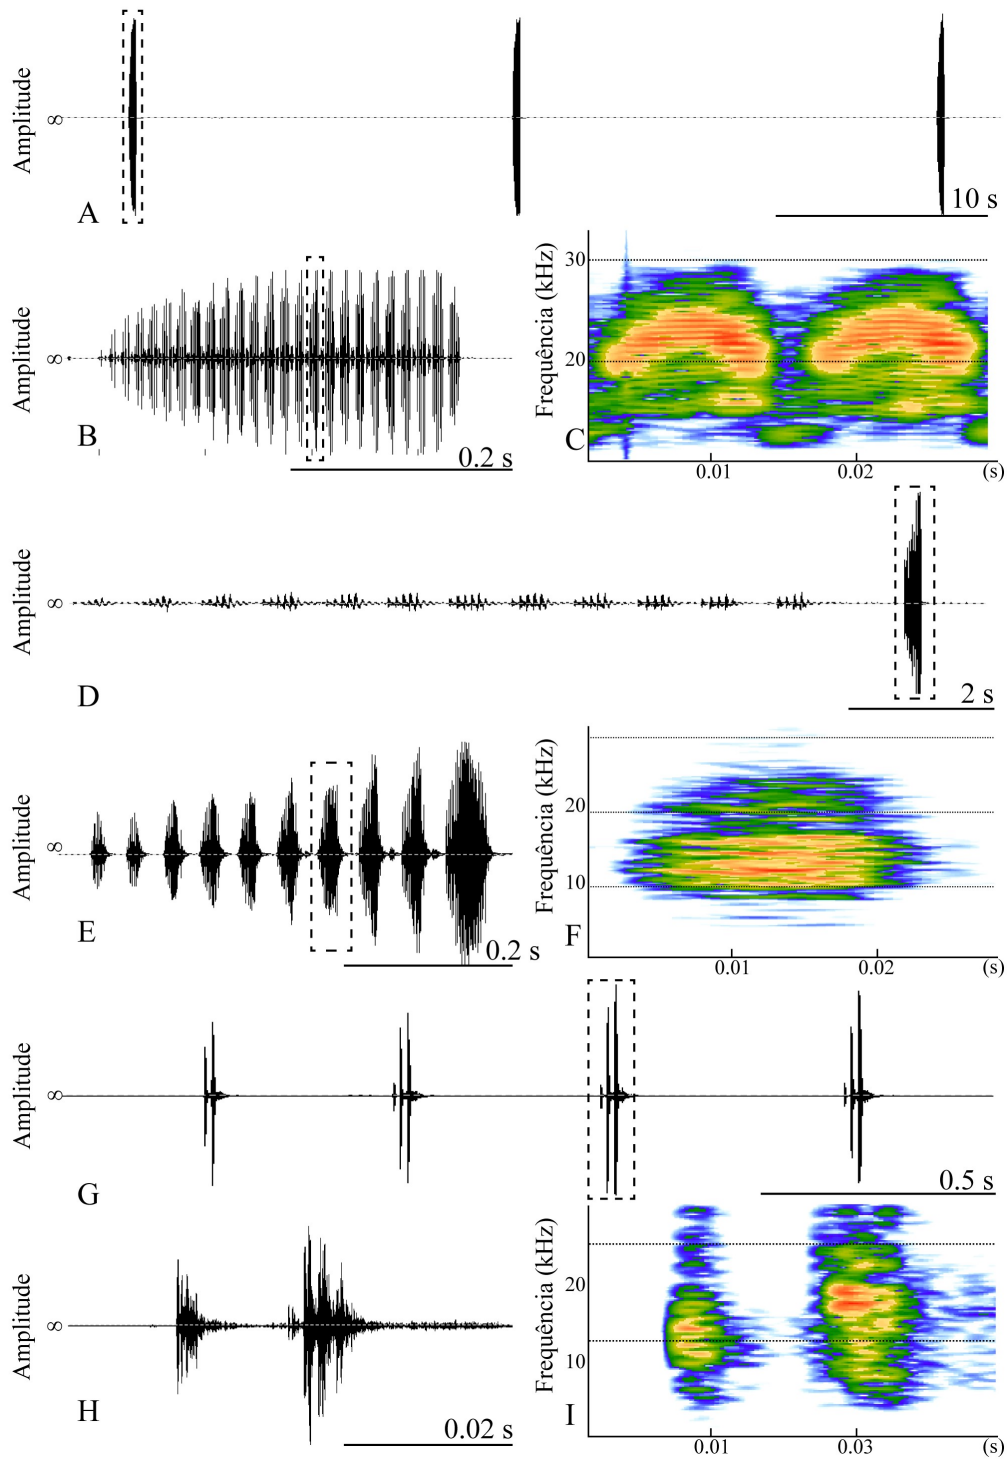 Amplitude
∞
A
10 s
Amplitude
∞
B
0.2 s
Frequência (kHz)
30
20
C
0.01
0.02
(s)
Amplitude
∞
D
2 s
Amplitude
∞
E
0.2 s
Frequência (kHz)
20
10
F
0.01
0.02
(s)
Amplitude
∞
G
0.5 s
Amplitude
∞
H
0.02 s
Frequência (kHz)
20
10
I
0.01
0.03
(s)